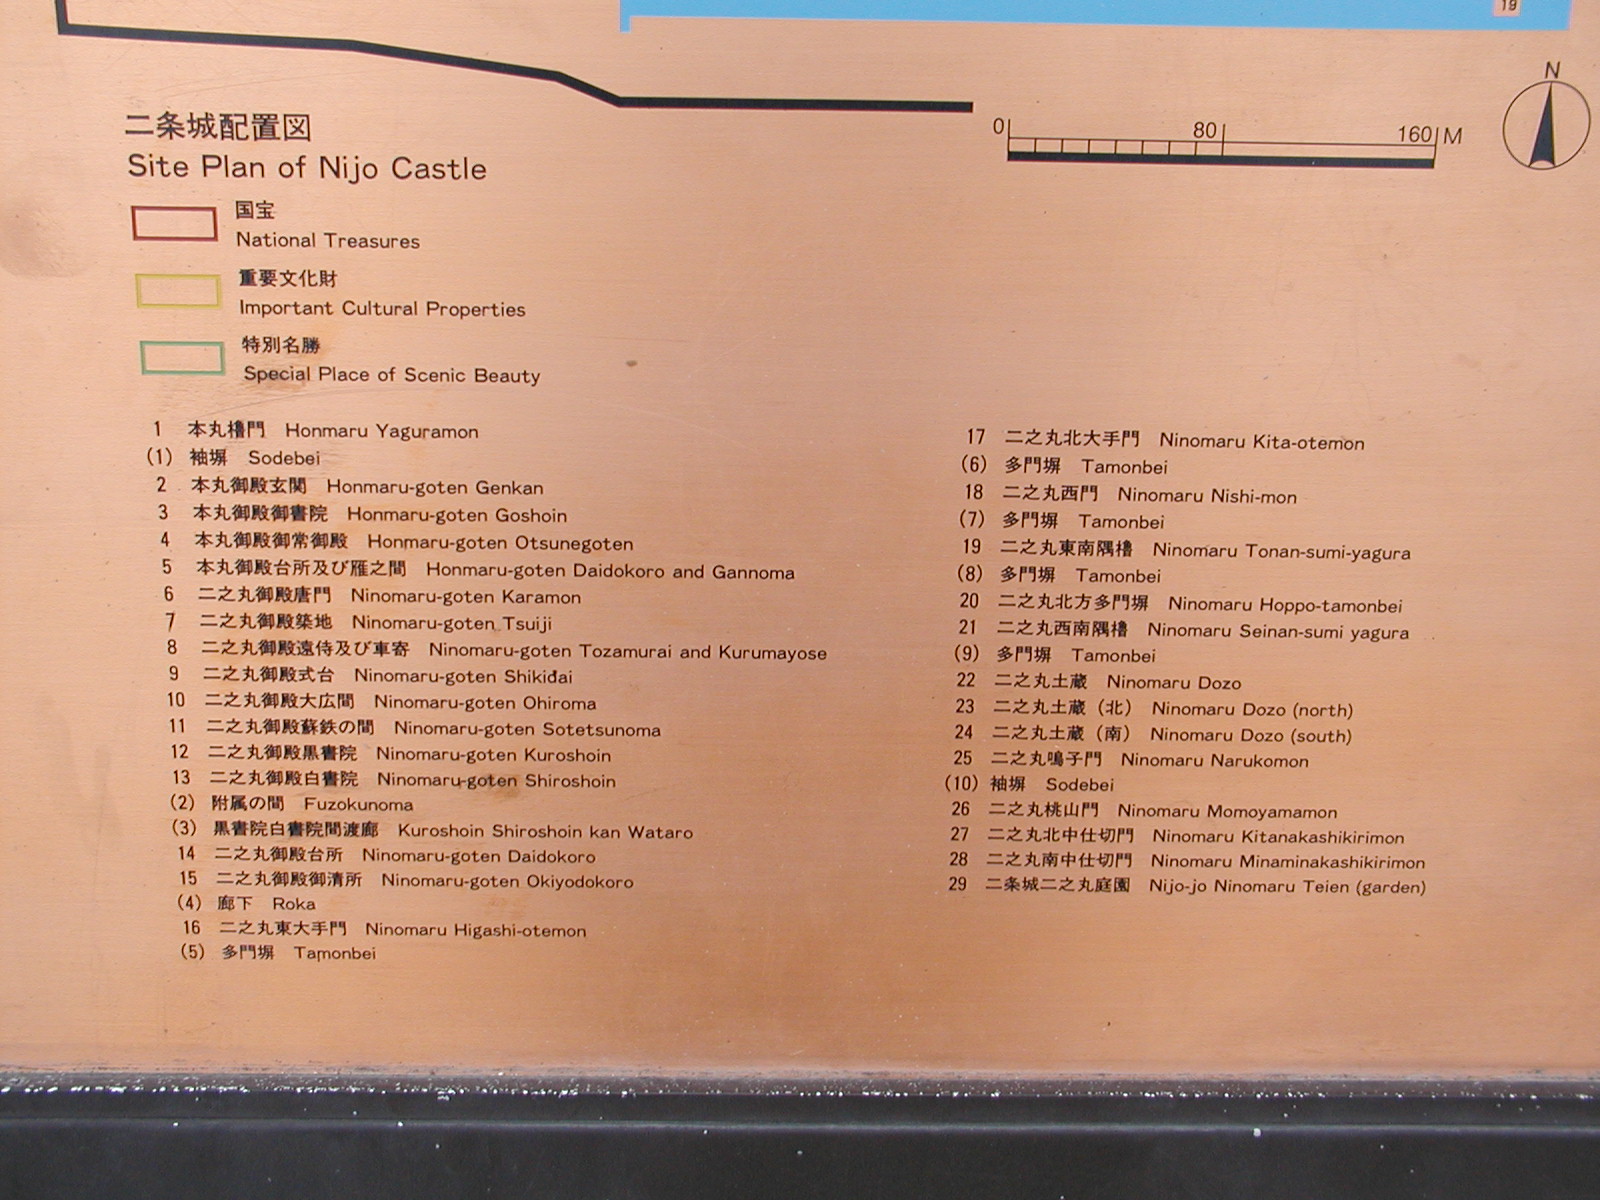 19
N
0 80 160 M
二条城配置図
Site Plan of Nijo Castle
国宝
National Treasures
重要文化財
Important Cultural Properties
特別名勝
Special Place of Scenic Beauty
1 本丸櫓門 Honmaru Yaguramon
(1) 袖塀 Sodebei
2 本丸御殿玄関 Honmaru-goten Genkan
3 本丸御殿御書院 Honmaru-goten Goshoin
4 本丸御殿御常御殿 Honmaru-goten Otsunegoten
5 本丸御殿台所及び雁之間 Honmaru-goten Daidokoro and Gannoma
6 二之丸御殿唐門 Ninomaru-goten Karamon
7 二之丸御殿築地 Ninomaru-goten Tsuiji
8 二之丸御殿遠侍及び車寄 Ninomaru-goten Tozamurai and Kurumayose
9 二之丸御殿式台 Ninomaru-goten Shikidai
10 二之丸御殿大広間 Ninomaru-goten Ohiroma
11 二之丸御殿蘇鉄の間 Ninomaru-goten Sotetsunoma
12 二之丸御殿黒書院 Ninomaru-goten Kuroshoin
13 二之丸御殿白書院 Ninomaru-goten Shiroshoin
(2) 附属の間 Fuzokunoma
(3) 黒書院白書院間渡廊 Kuroshoin Shiroshoin kan Wataro
14 二之丸御殿台所 Ninomaru-goten Daidokoro
15 二之丸御殿御清所 Ninomaru-goten Okiyodokoro
(4) 廊下 Roka
16 二之丸東大手門 Ninomaru Higashi-otemon
(5) 多門塀 Tamonbei
17 二之丸北大手門 Ninomaru Kita-otemon
(6) 多門塀 Tamonbei
18 二之丸西門 Ninomaru Nishi-mon
(7) 多門塀 Tamonbei
19 二之丸東南隅櫓 Ninomaru Tonan-sumi-yagura
(8) 多門塀 Tamonbei
20 二之丸北方多門塀 Ninomaru Hoppo-tamonbei
21 二之丸西南隅櫓 Ninomaru Seinan-sumi yagura
(9) 多門塀 Tamonbei
22 二之丸土蔵 Ninomaru Dozo
23 二之丸土蔵（北） Ninomaru Dozo (north)
24 二之丸土蔵（南） Ninomaru Dozo (south)
25 二之丸鳴子門 Ninomaru Narukomon
(10) 袖塀 Sodebei
26 二之丸桃山門 Ninomaru Momoyamamon
27 二之丸北中仕切門 Ninomaru Kitanakashikirimon
28 二之丸南中仕切門 Ninomaru Minaminakashikirimon
29 二条城二之丸庭園 Nijo-jo Ninomaru Teien (garden)